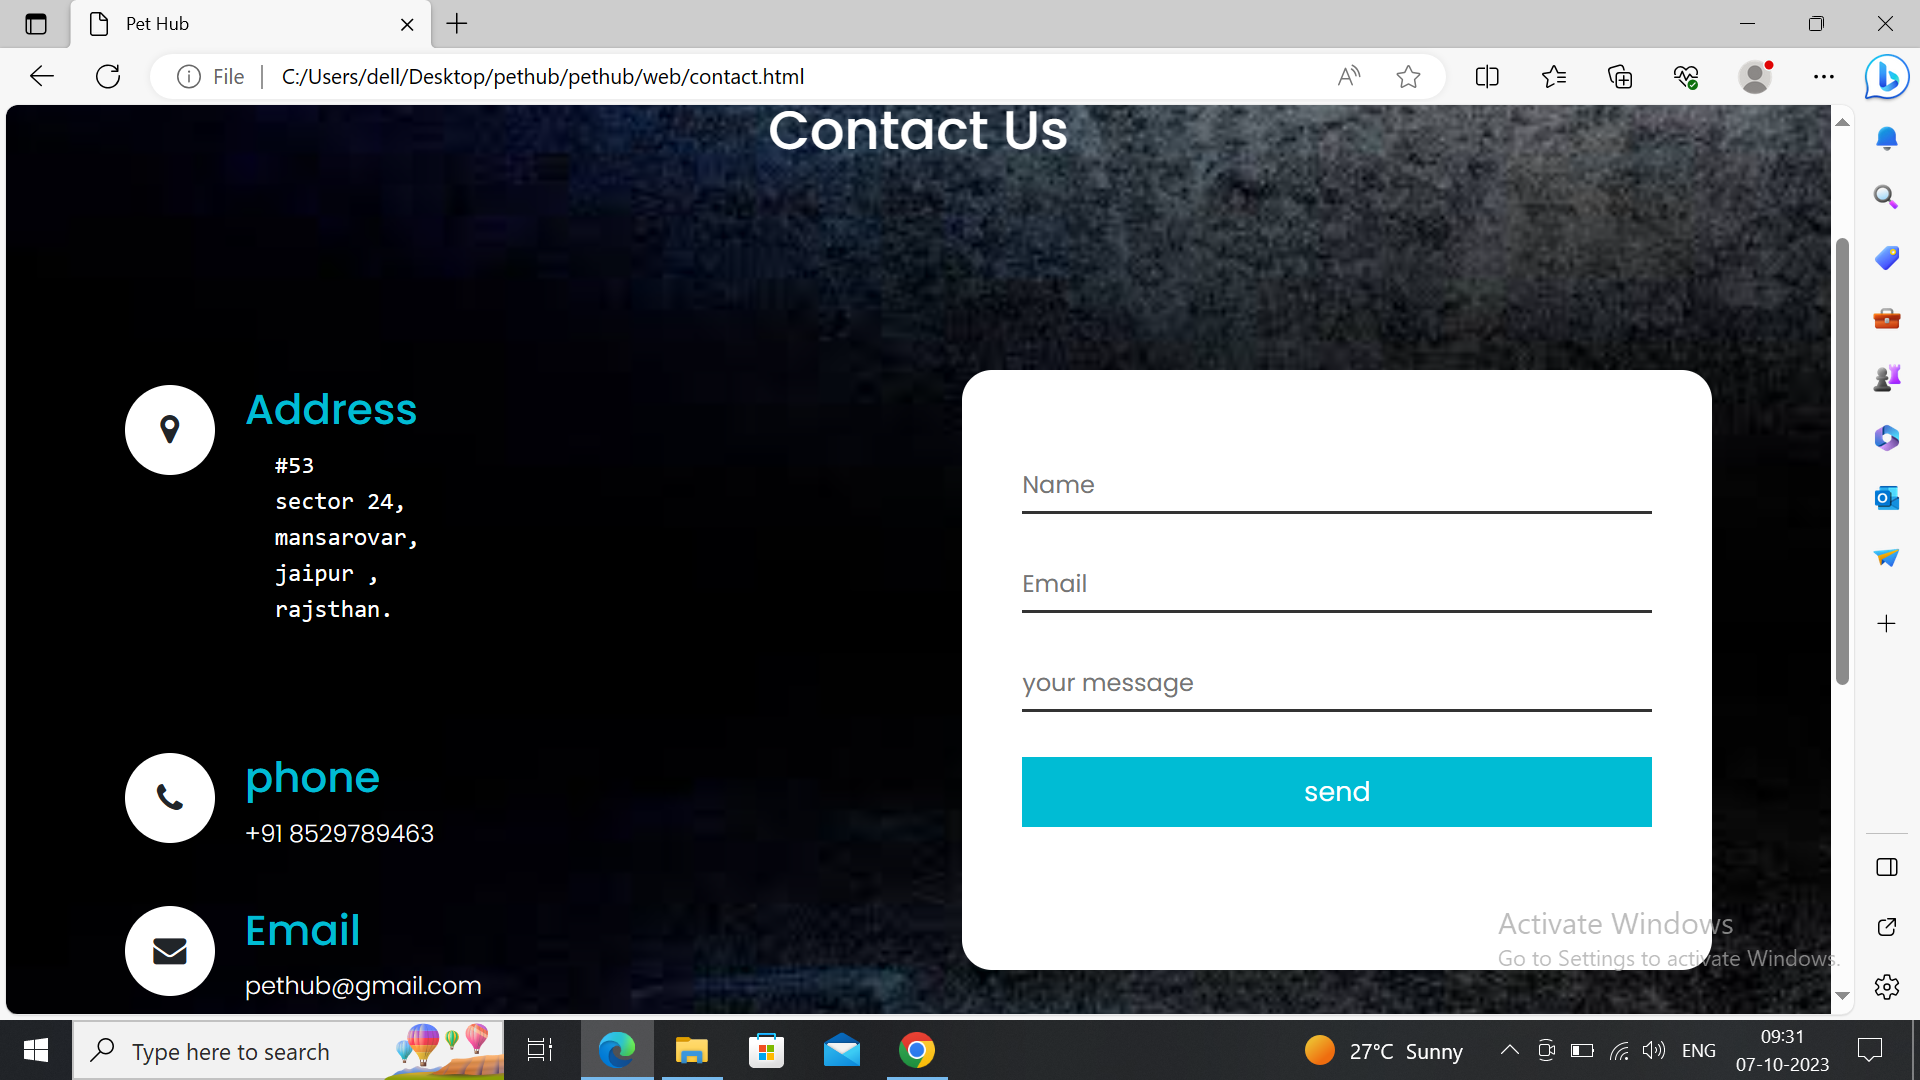 Pet Hub
File
C:/Users/dell/Desktop/pethub/pethub/web/contact.html
Contact Us
Address
#53
sector 24,
mansarovar,
jaipur ,
rajsthan.
phone
+91 8529789463
Email
pethub@gmail.com
Name
Email
your message
send
Activate Windows
Go to Settings to activate Windows.
Type here to search
27°C Sunny
ENG
09:31
07-10-2023